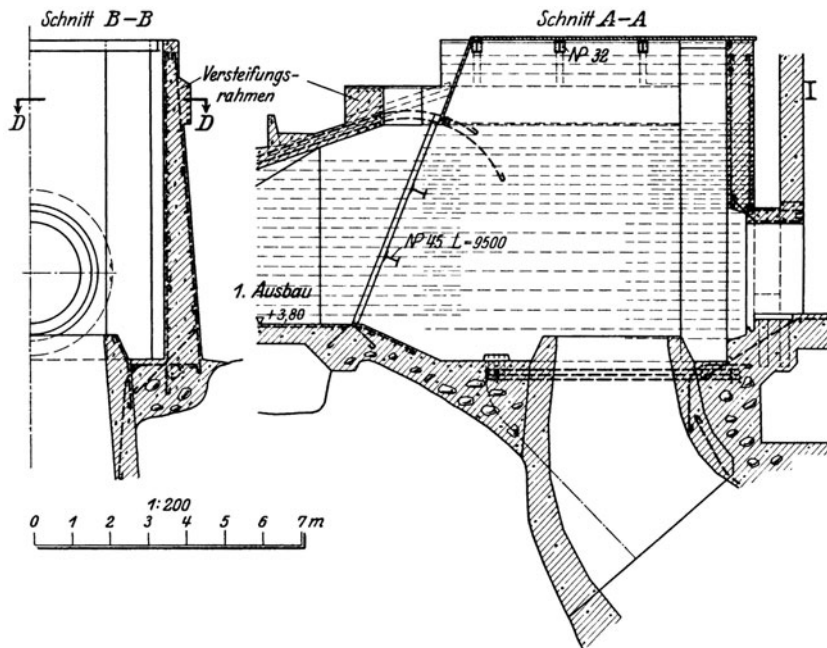 Schnitt B–B
Schnitt A–A
Versteifungs-
rahmen
D
D
№ 32
I
№ 45 L=9500
1. Ausbau
+3,80
1:200
0 1 2 3 4 5 6 7m